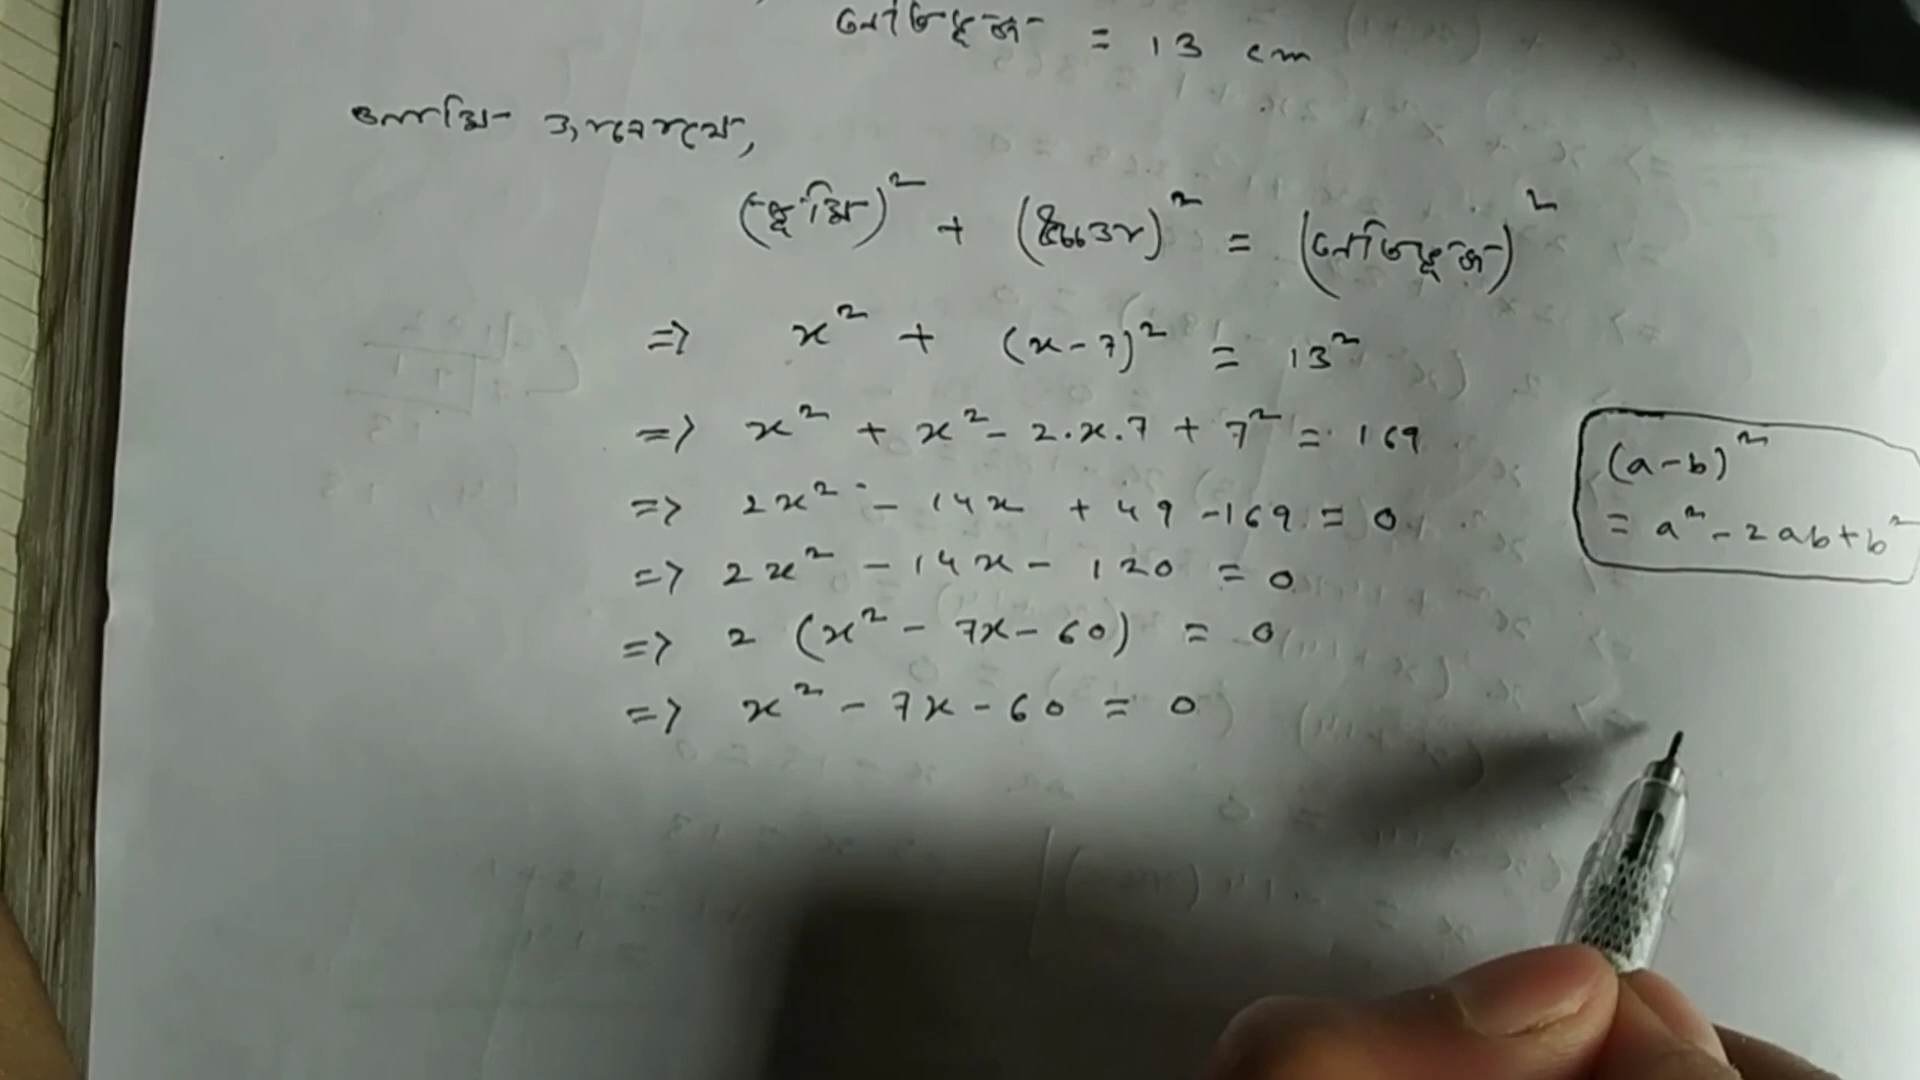 অতিভূজ = 13 cm
(ভূমি)² + (উচ্চতা)² = (অতিভূজ)²
=> x² + (x-7)² = 13²
=> x² + x² - 2.x.7 + 7² = 169
=> 2x² - 14x + 49 - 169 = 0
=> 2x² - 14x - 120 = 0
=> 2 (x² - 7x - 60) = 0
=> x² - 7x - 60 = 0
(a-b)²
= a² - 2ab + b²